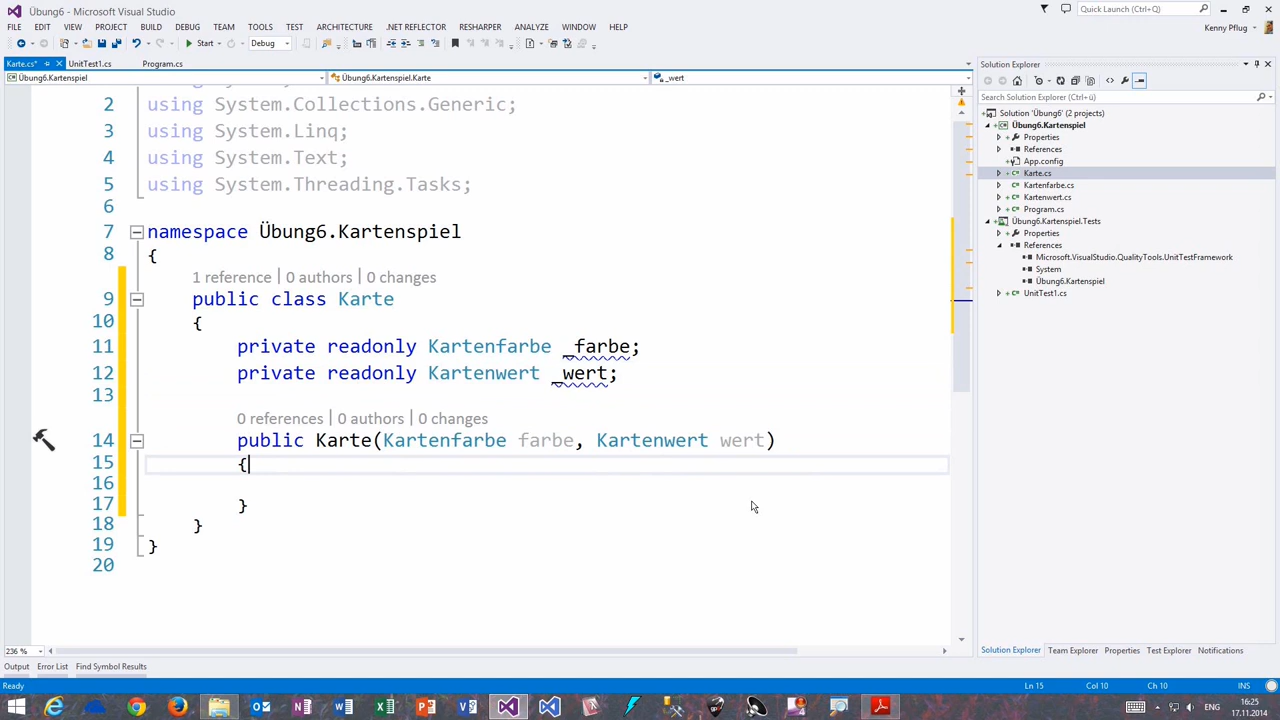 Übung6 - Microsoft Visual Studio
Quick Launch (Ctrl+Q)
FILE EDIT VIEW PROJECT BUILD DEBUG TEAM TOOLS TEST ARCHITECTURE .NET REFLECTOR RESHARPER ANALYZE WINDOW HELP
Kenny Pflug
Start Debug
Karte.cs* UnitTest1.cs Program.cs
Übung6.Kartenspiel Übung6.Kartenspiel.Karte _wert
2 using System.Collections.Generic;
3 using System.Linq;
4 using System.Text;
5 using System.Threading.Tasks;
6
7 namespace Übung6.Kartenspiel
8 {
1 reference | 0 authors | 0 changes
9 public class Karte
10 {
11 private readonly Kartenfarbe _farbe;
12 private readonly Kartenwert _wert;
13
0 references | 0 authors | 0 changes
14 public Karte(Kartenfarbe farbe, Kartenwert wert)
15 {
16
17 }
18 }
19 }
20
236 %
Output Error List Find Symbol Results
Solution Explorer
Search Solution Explorer (Ctrl+ü)
Solution 'Übung6' (2 projects)
Übung6.Kartenspiel
Properties
References
App.config
Karte.cs
Kartenfarbe.cs
Kartenwert.cs
Program.cs
Übung6.Kartenspiel.Tests
Properties
References
Microsoft.VisualStudio.QualityTools.UnitTestFramework
System
Übung6.Kartenspiel
UnitTest1.cs
Solution Explorer Team Explorer Properties Test Explorer Notifications
Ready Ln 15 Col 10 Ch 10 INS
ENG 16:25
17.11.2014